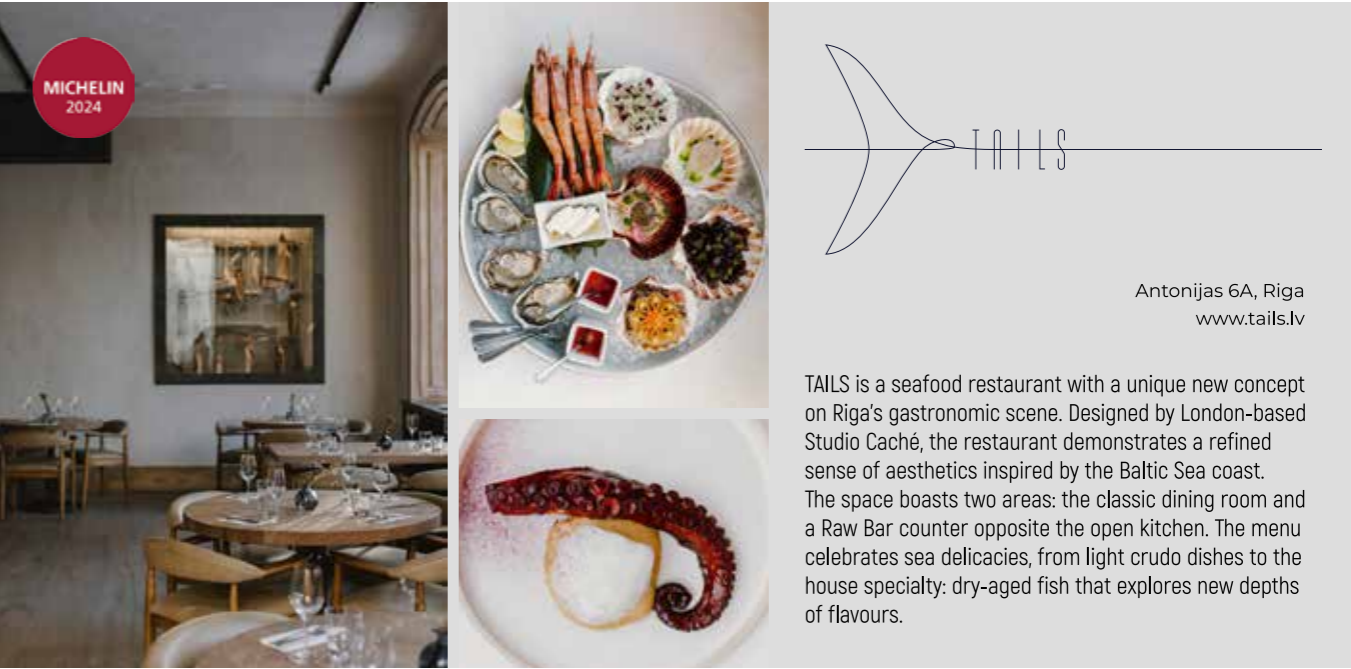 MICHELIN
2024
TAILS
Antonijas 6A, Riga
www.tails.lv
TAILS is a seafood restaurant with a unique new concept
on Riga's gastronomic scene. Designed by London-based
Studio Caché, the restaurant demonstrates a refined
sense of aesthetics inspired by the Baltic Sea coast.
The space boasts two areas: the classic dining room and
a Raw Bar counter opposite the open kitchen. The menu
celebrates sea delicacies, from light crudo dishes to the
house specialty: dry-aged fish that explores new depths
of flavours.